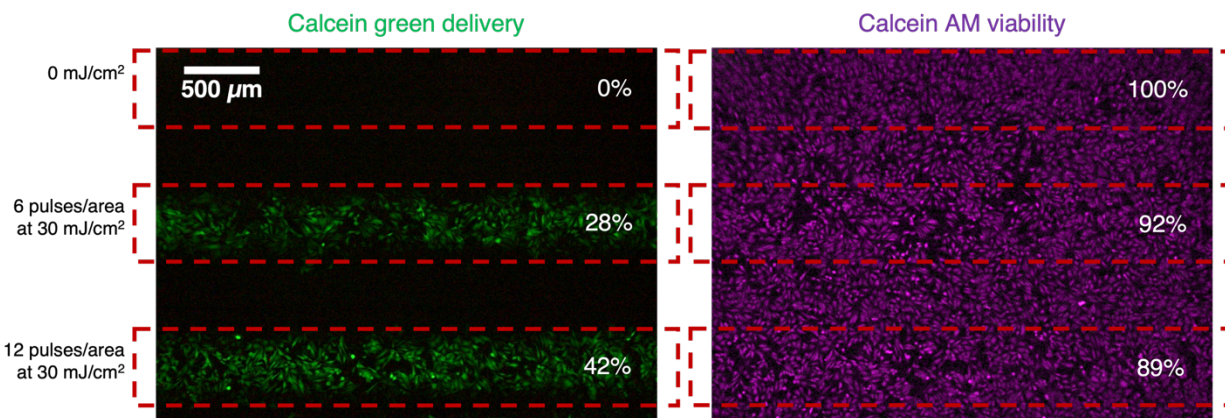 Calcein green delivery
Calcein AM viability
0 mJ/cm²
500 µm
0%
100%
6 pulses/area
at 30 mJ/cm²
28%
92%
12 pulses/area
at 30 mJ/cm²
42%
89%